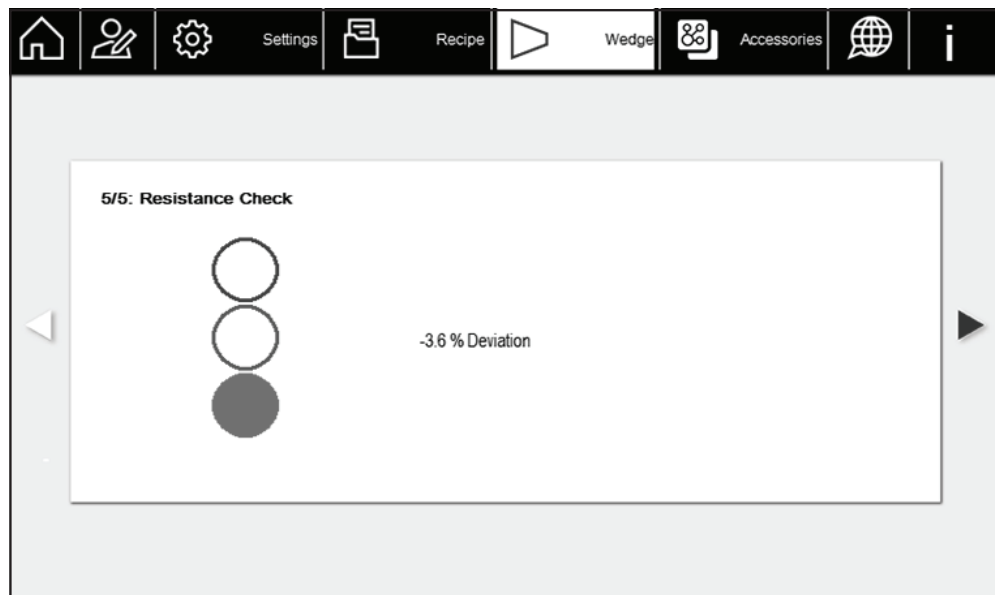 Settings
Recipe
Wedge
Accessories
i
5/5: Resistance Check
-3.6 % Deviation